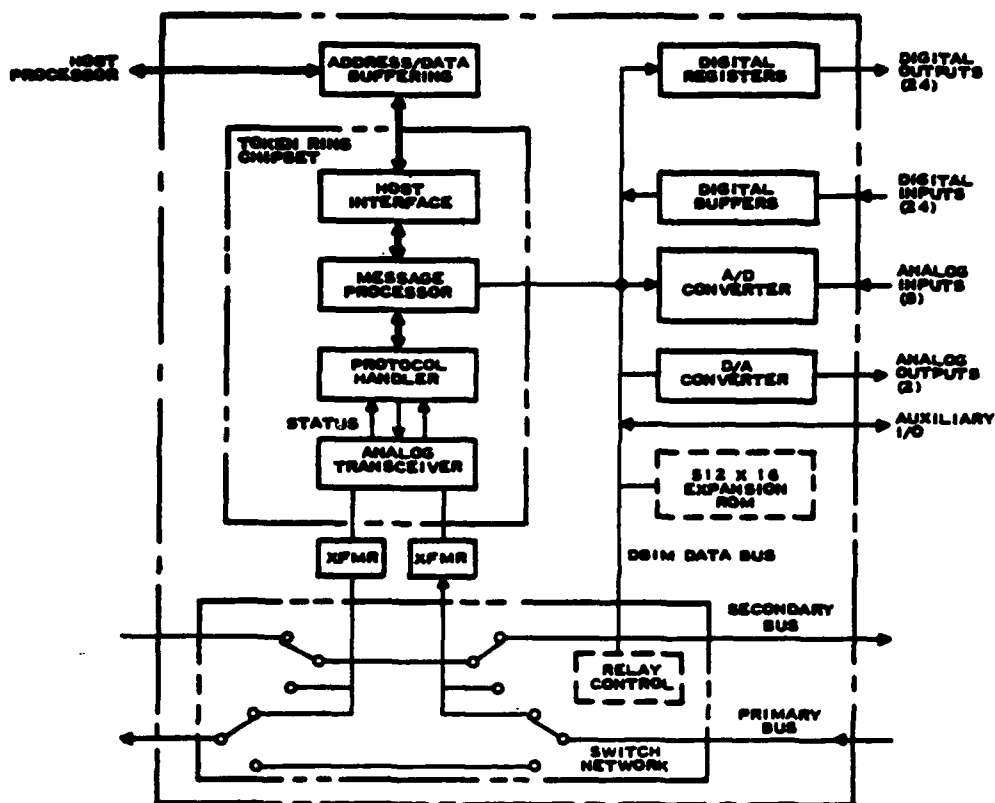 HOST
PROCESSOR
ADDRESS/DATA
BUFFERING
DIGITAL
REGISTERS
DIGITAL
OUTPUTS
(24)
TOKEN RING
CHIPSET
HOST
INTERFACE
DIGITAL
BUFFERS
DIGITAL
INPUTS
(24)
MESSAGE
PROCESSOR
A/D
CONVERTER
ANALOG
INPUTS
(8)
PROTOCOL
HANDLER
D/A
CONVERTER
ANALOG
OUTPUTS
(2)
STATUS
AUXILIARY
I/O
ANALOG
TRANSCEIVER
512 X 16
EXPANSION
ROM
XFMR
XFMR
DSIM DATA BUS
SECONDARY
BUS
RELAY
CONTROL
PRIMARY
BUS
SWITCH
NETWORK